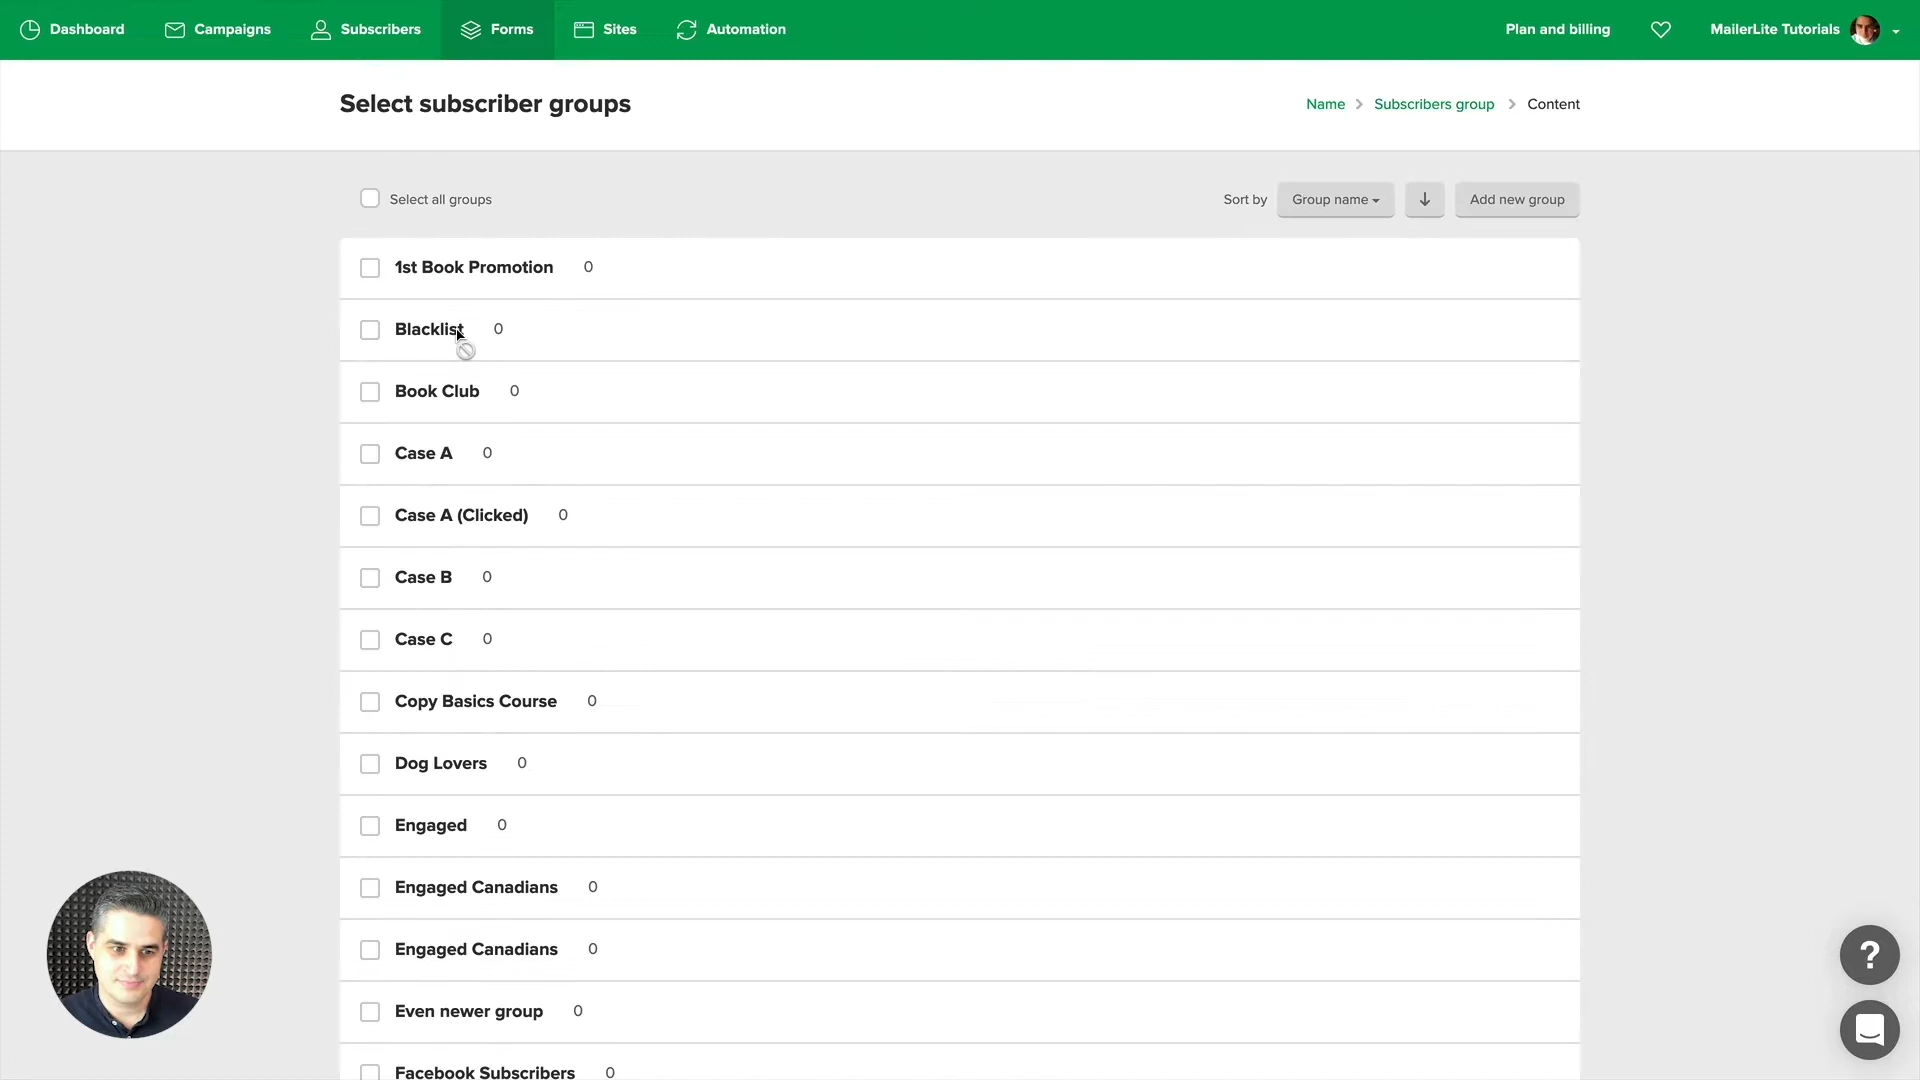 Dashboard Campaigns Subscribers Forms Sites Automation Plan and billing MailerLite Tutorials
Select subscriber groups
Name > Subscribers group > Content
Select all groups Sort by Group name Add new group
1st Book Promotion 0
Blacklist 0
Book Club 0
Case A 0
Case A (Clicked) 0
Case B 0
Case C 0
Copy Basics Course 0
Dog Lovers 0
Engaged 0
Engaged Canadians 0
Engaged Canadians 0
Even newer group 0
Facebook Subscribers 0
?